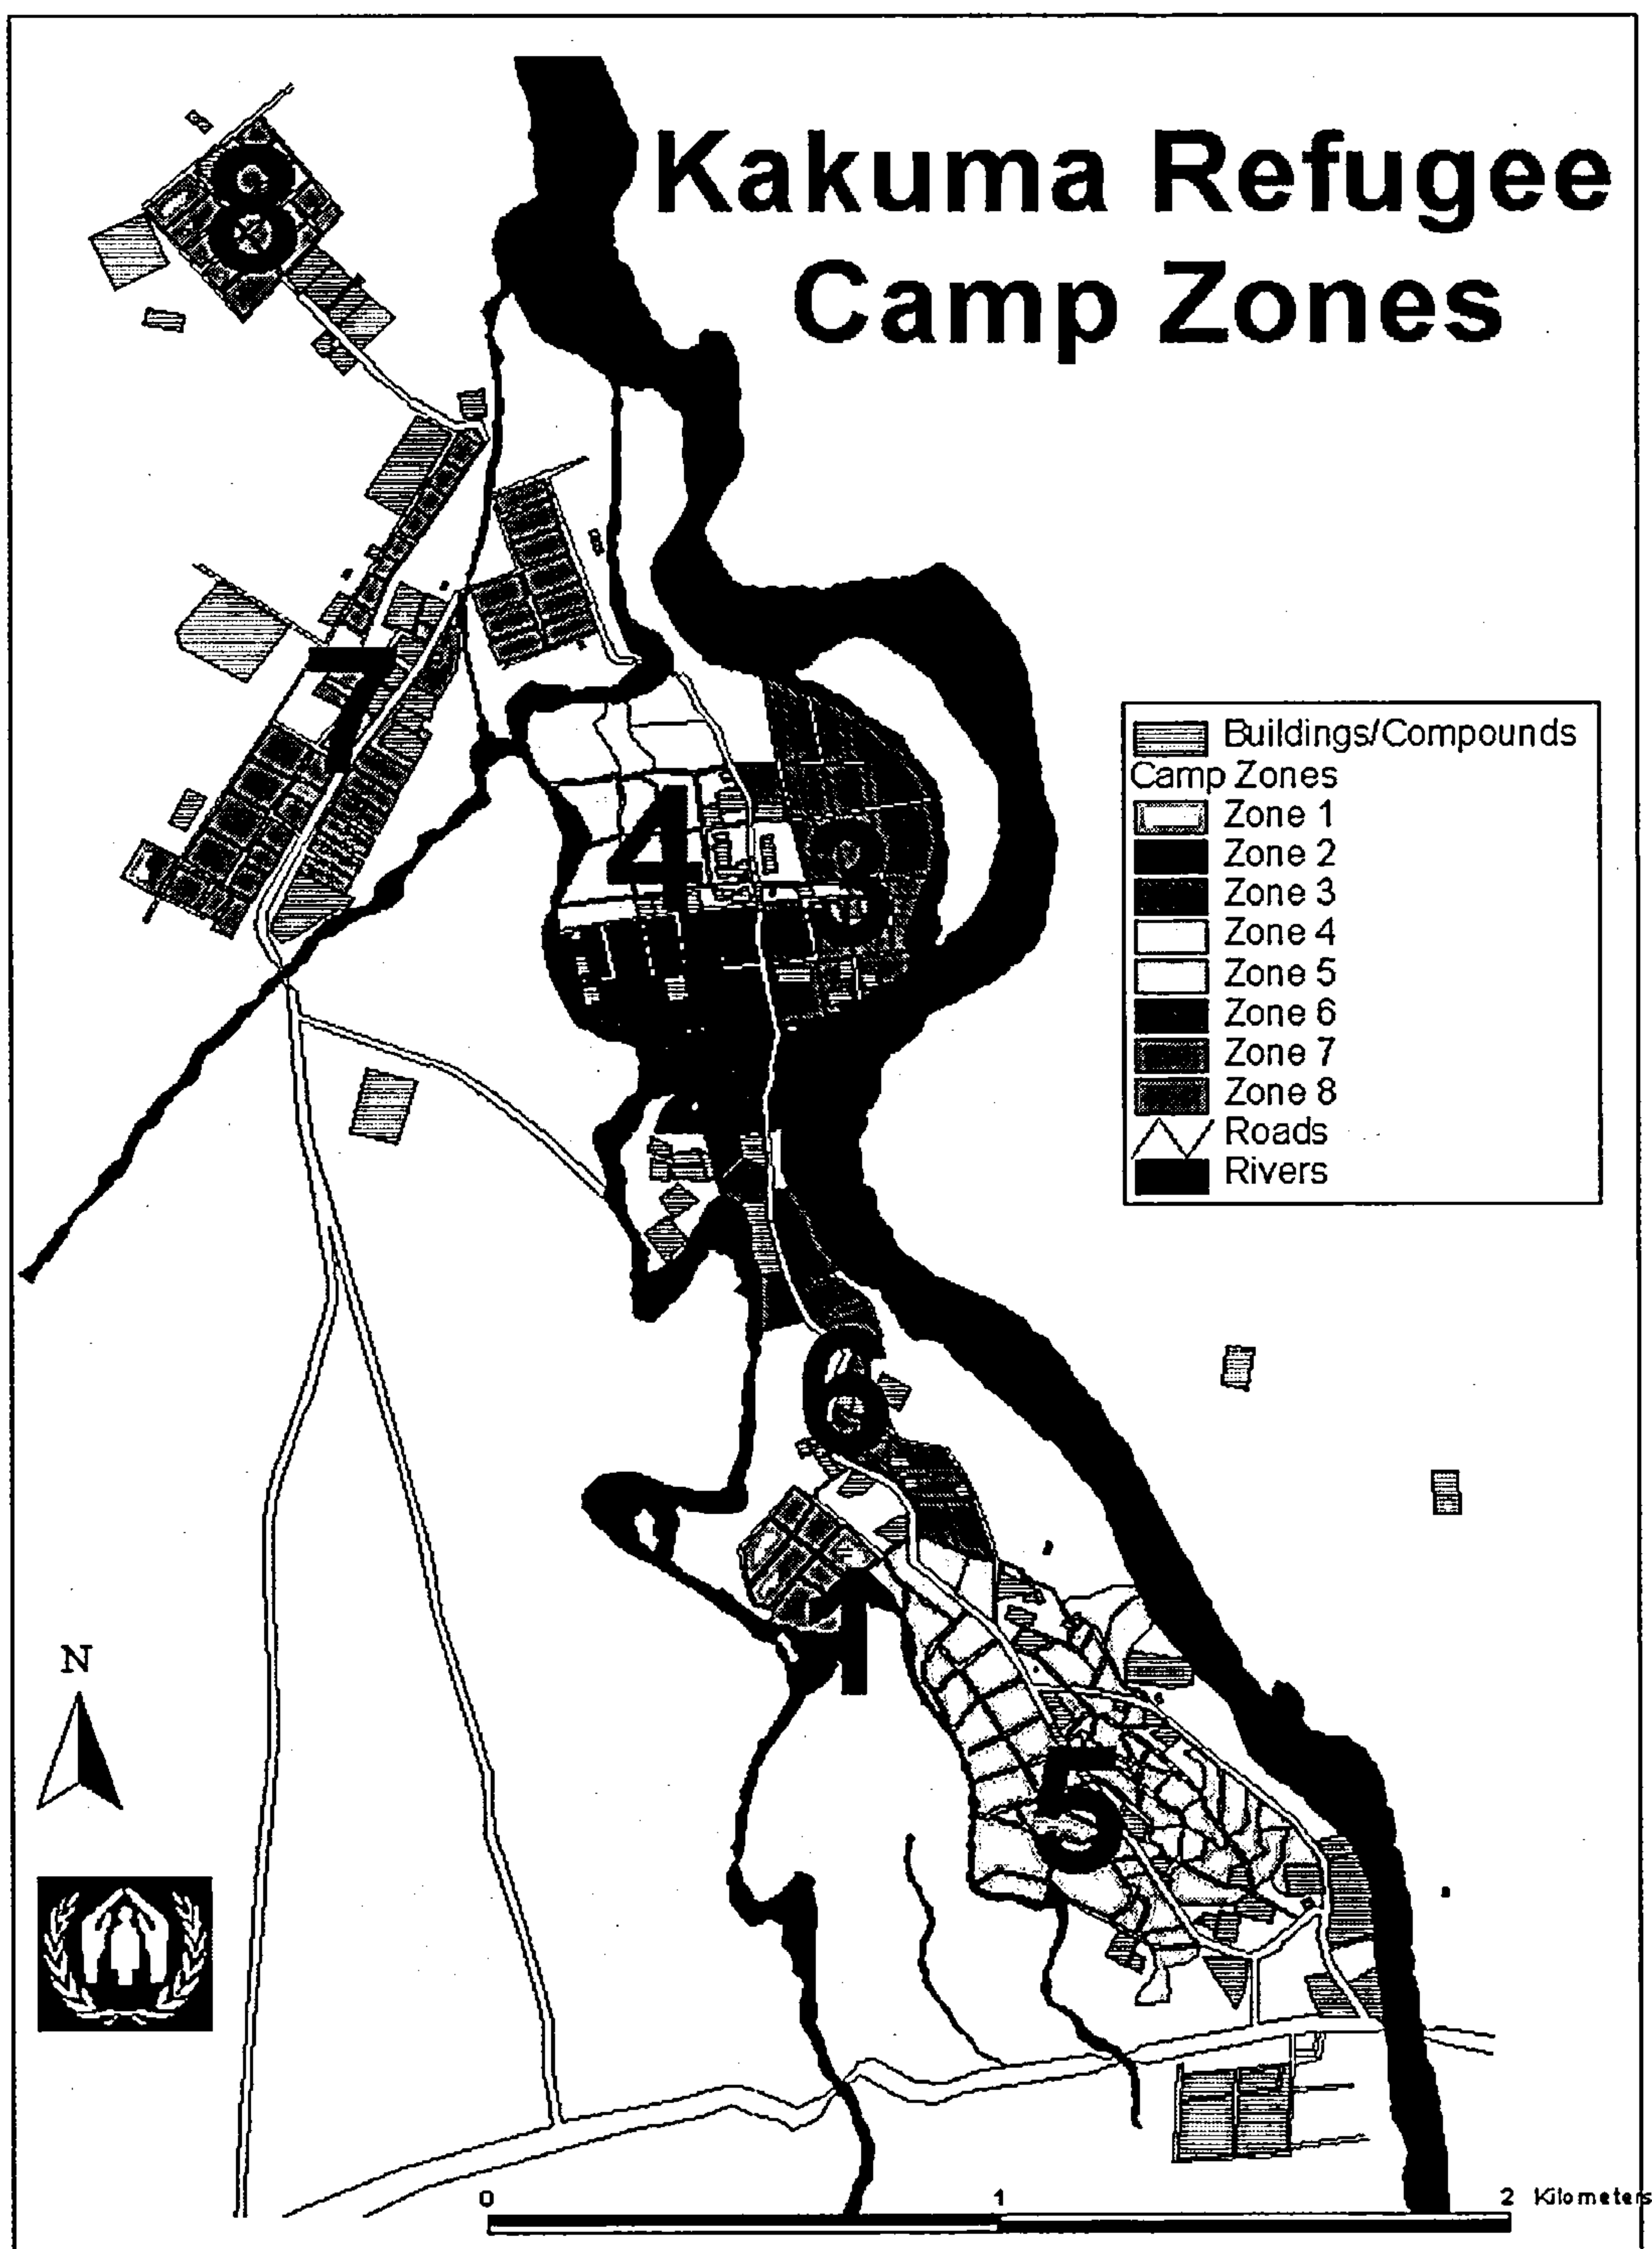 Kakuma Refugee
Camp Zones
8
7
4
3
Buildings/Compounds
Camp Zones
Zone 1
Zone 2
Zone 3
Zone 4
Zone 5
Zone 6
Zone 7
Zone 8
Roads
Rivers
6
1
5
N
0 1 2 Kilometers